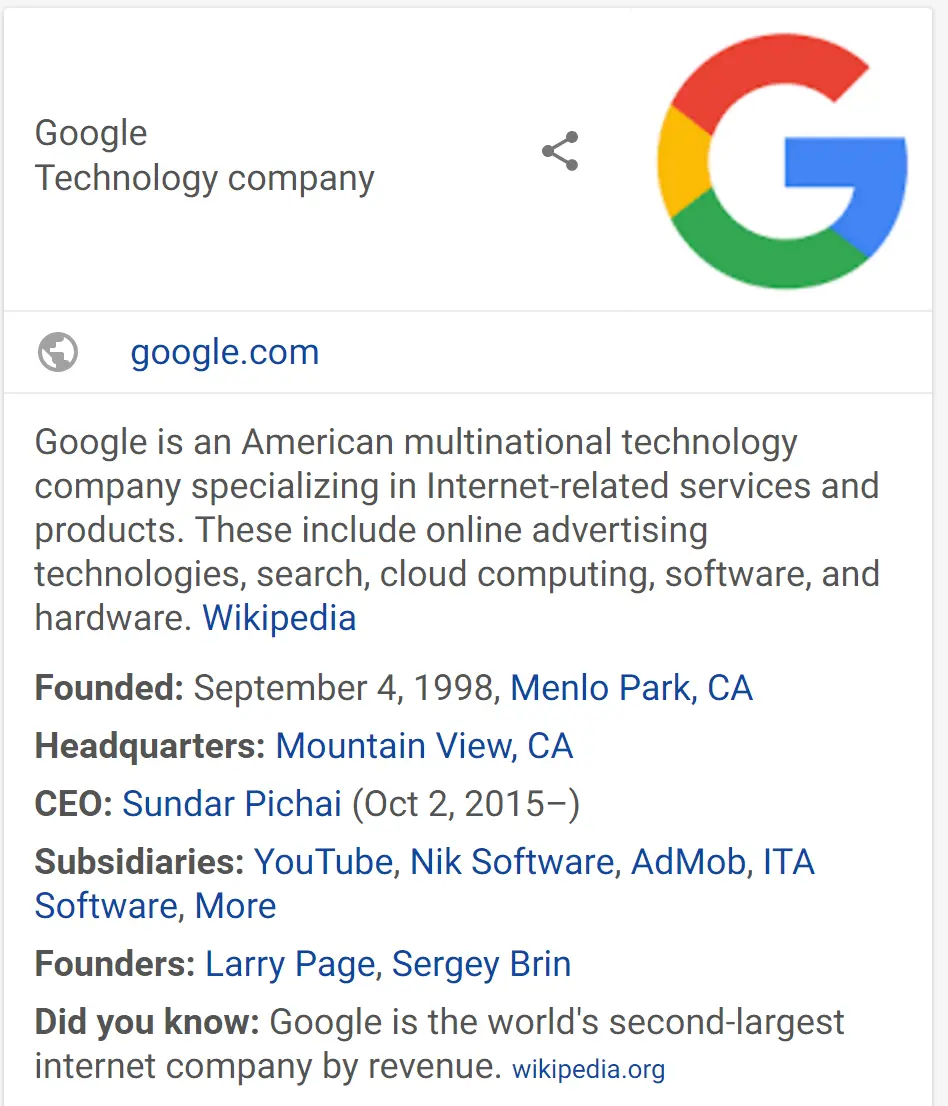 Google
Technology company
google.com
Google is an American multinational technology
company specializing in Internet-related services and
products. These include online advertising
technologies, search, cloud computing, software, and
hardware. Wikipedia
Founded: September 4, 1998, Menlo Park, CA
Headquarters: Mountain View, CA
CEO: Sundar Pichai (Oct 2, 2015–)
Subsidiaries: YouTube, Nik Software, AdMob, ITA
Software, More
Founders: Larry Page, Sergey Brin
Did you know: Google is the world's second-largest
internet company by revenue. wikipedia.org